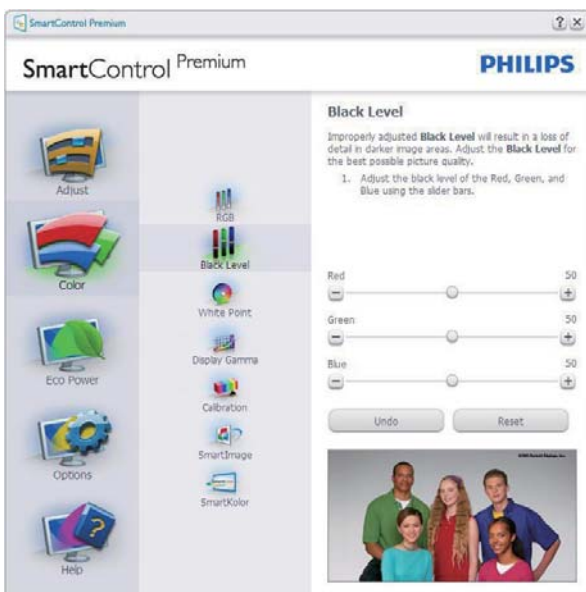 SmartControl Premium
SmartControl Premium
PHILIPS
Adjust
Color
Eco Power
Options
Help
RGB
Black Level
White Point
Display Gamma
Calibration
SmartImage
SmartKolor
Black Level
Improperly adjusted Black Level will result in a loss of
detail in darker image areas. Adjust the Black Level for
the best possible picture quality.
1. Adjust the black level of the Red, Green, and
Blue using the slider bars.
Red 50
Green 50
Blue 50
Undo Reset